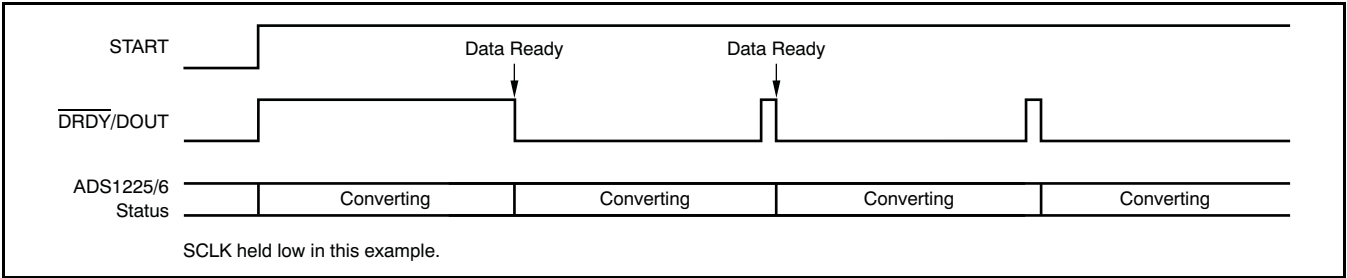 START
Data Ready
Data Ready
DRDY/DOUT
ADS1225/6
Status
Converting
Converting
Converting
Converting
SCLK held low in this example.